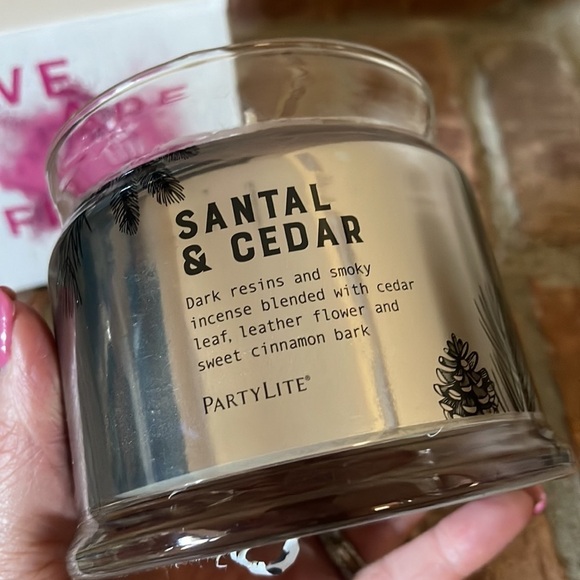 SANTAL
& CEDAR
Dark resins and smoky
incense blended with cedar
leaf, leather flower and
sweet cinnamon bark
PARTYLITE®